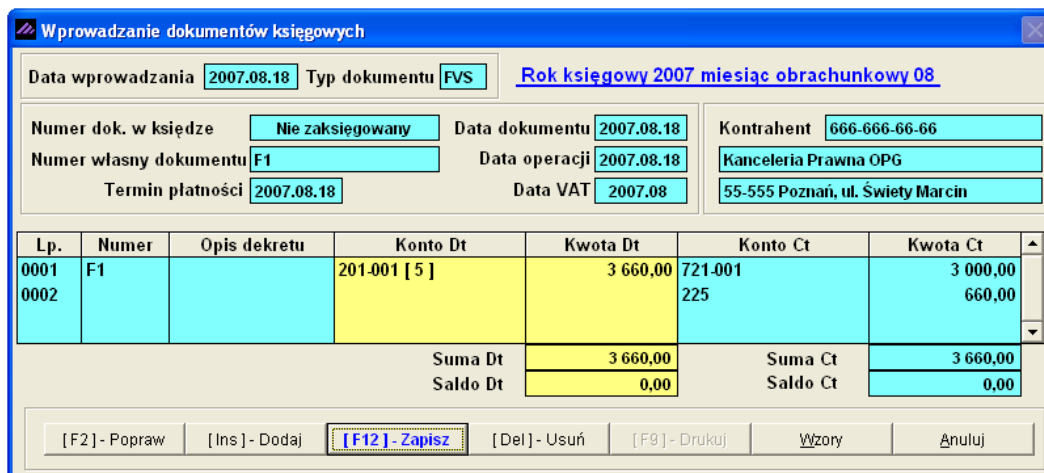 Wprowadzanie dokumentów księgowych
Data wprowadzania 2007.08.18 Typ dokumentu FVS Rok księgowy 2007 miesiąc obrachunkowy 08
Numer dok. w księdze Nie zaksięgowany Data dokumentu 2007.08.18 Kontrahent 666-666-66-66
Numer własny dokumentu F1 Data operacji 2007.08.18 Kanceleria Prawna OPG
Termin płatności 2007.08.18 Data VAT 2007.08 55-555 Poznań, ul. Świety Marcin
Lp. Numer Opis dekretu Konto Dt Kwota Dt Konto Ct Kwota Ct
0001 F1 201-001 [ 5 ] 3 660,00 721-001 3 000,00
0002 225 660,00
Suma Dt 3 660,00 Suma Ct 3 660,00
Saldo Dt 0,00 Saldo Ct 0,00
[ F2 ] - Popraw [ Ins ] - Dodaj [ F12 ] - Zapisz [ Del ] - Usuń [ F9 ] - Drukuj Wzory Anuluj